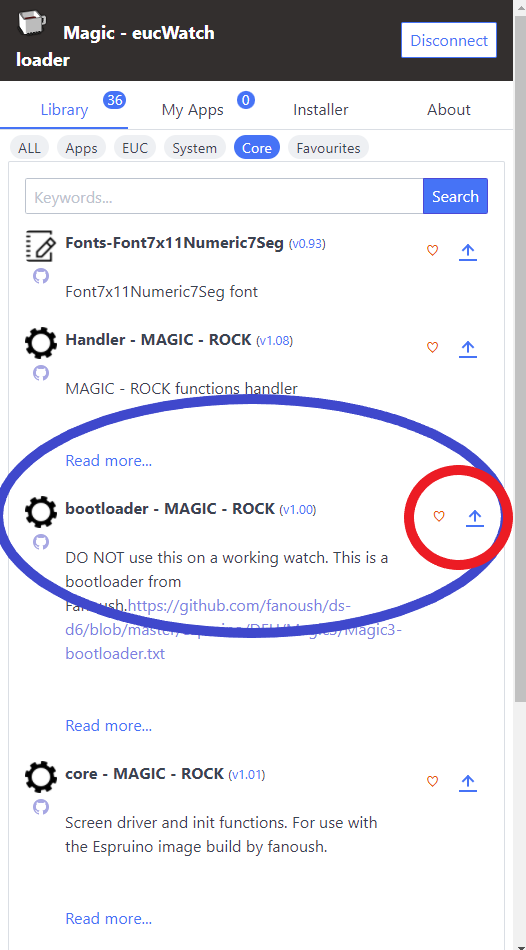 Magic - eucWatch
loader
Disconnect
Library 36
My Apps 0
Installer
About
ALL
Apps
EUC
System
Core
Favourites
Keywords...
Search
Fonts-Font7x11Numeric7Seg (v0.93)
Font7x11Numeric7Seg font
Handler - MAGIC - ROCK (v1.08)
MAGIC - ROCK functions handler
Read more...
bootloader - MAGIC - ROCK (v1.00)
DO NOT use this on a working watch. This is a
bootloader from
Fanoush.https://github.com/fanoush/ds-
d6/blob/master/espruino/DFU/Magic3/Magic3-
bootloader.txt
Read more...
core - MAGIC - ROCK (v1.01)
Screen driver and init functions. For use with
the Espruino image build by fanoush.
Read more...